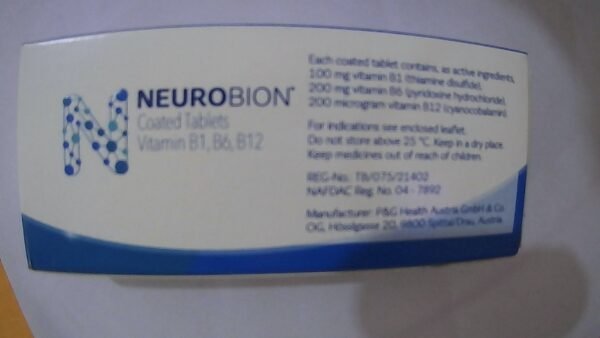 NEUROBION
Coated Tablets
Vitamin B1, B6, B12
Each coated tablet contains, as active ingredients,
100 mg vitamin B1 (thiamine disulfide),
200 mg vitamin B6 (pyridoxine hydrochloride),
200 microgram vitamin B12 (cyanocobalamin)
For indications see enclosed leaflet.
Do not store above 25 °C. Keep in a dry place.
Keep medicines out of reach of children
REG-No.: TB/075/21402
NAFDAC Reg. No. 04 - 7892
Manufacturer: P&G Health Austria GmbH & Co.
OG, Hösslgasse 20, 9800 Spittal/Drau, Austria